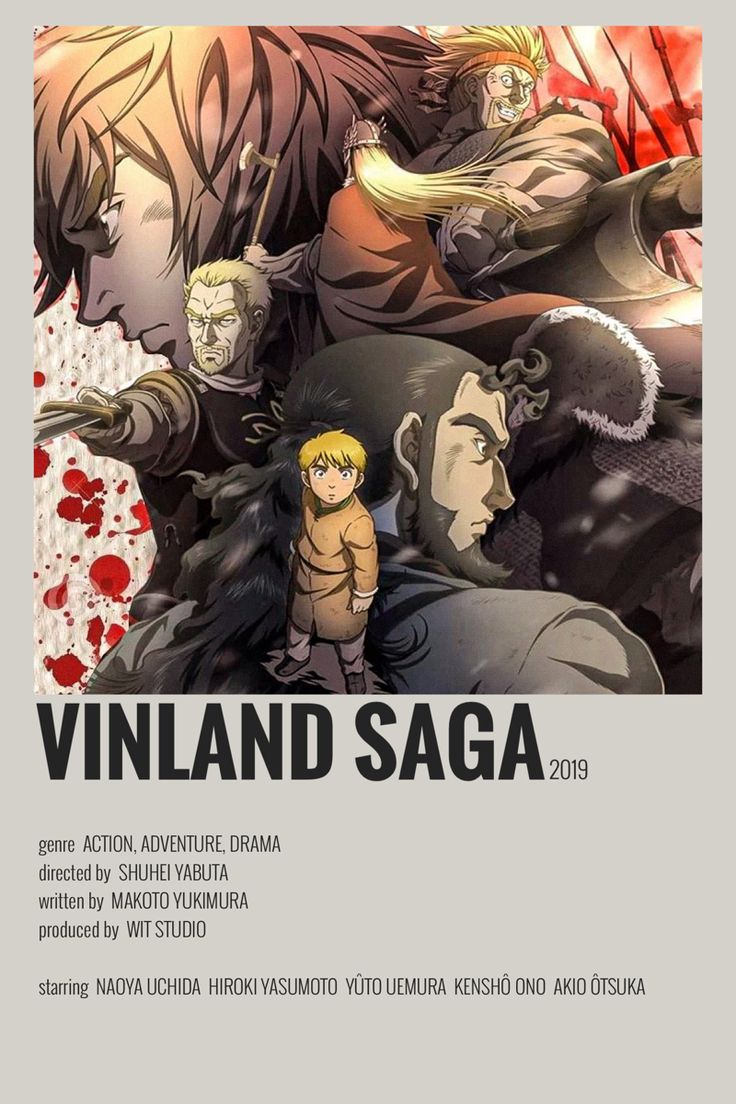 VINLAND SAGA 2019
genre ACTION, ADVENTURE, DRAMA
directed by SHUHEI YABUTA
written by MAKOTO YUKIMURA
produced by WIT STUDIO
starring NAOYA UCHIDA HIROKI YASUMOTO YÛTO UEMURA KENSHÔ ONO AKIO ÔTSUKA